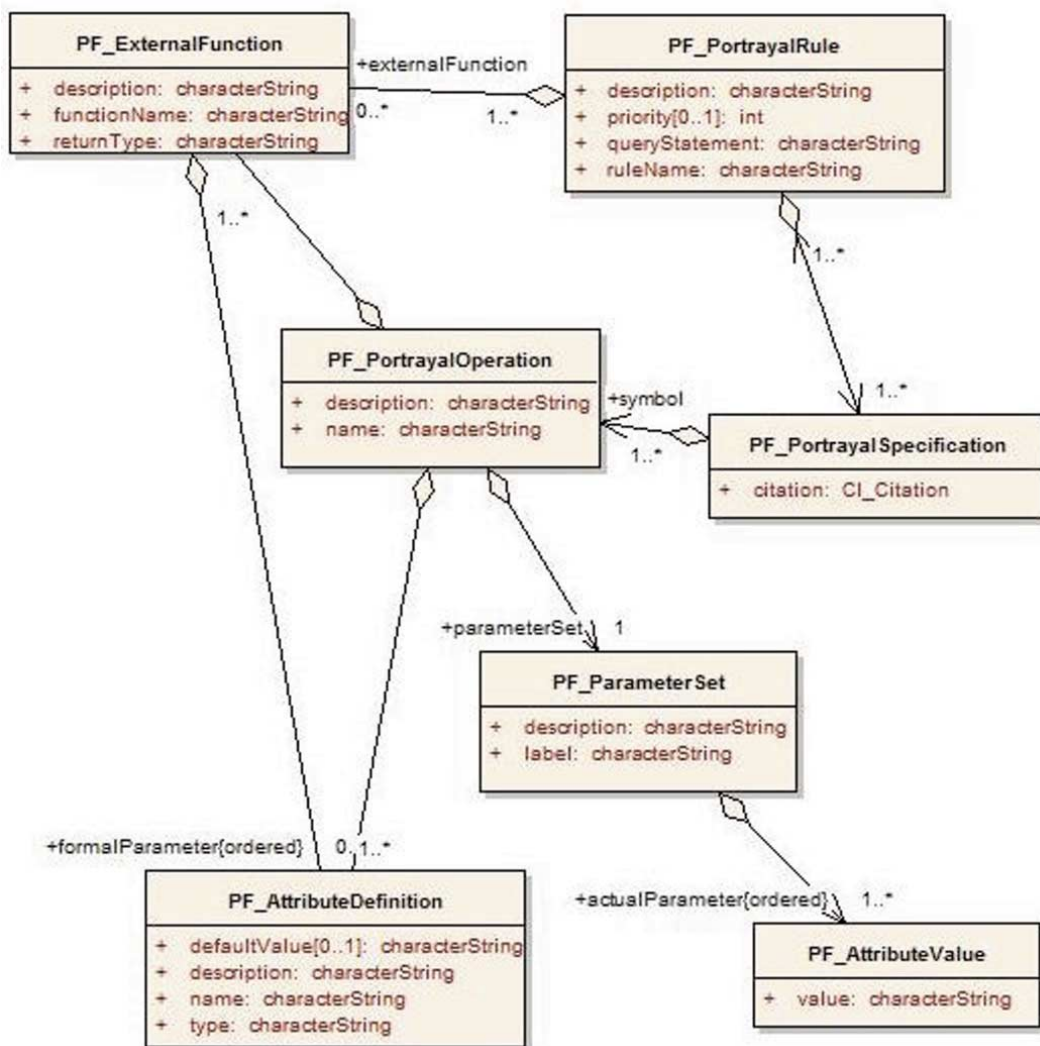 PF_ExternalFunction
+ description: characterString
+ functionName: characterString
+ returnType: characterString
+externalFunction
0..*
1..*
PF_PortrayalRule
+ description: characterString
+ priority[0..1]: int
+ queryStatement: characterString
+ ruleName: characterString
1..*
1..*
1..*
PF_PortrayalOperation
+ description: characterString
+ name: characterString
+symbol
1..*
PF_PortrayalSpecification
+ citation: CI_Citation
+parameterSet
1
PF_ParameterSet
+ description: characterString
+ label: characterString
+formalParameter{ordered}
0..
1..*
PF_AttributeDefinition
+ defaultValue[0..1]: characterString
+ description: characterString
+ name: characterString
+ type: characterString
+actualParameter{ordered}
1..*
PF_AttributeValue
+ value: characterString